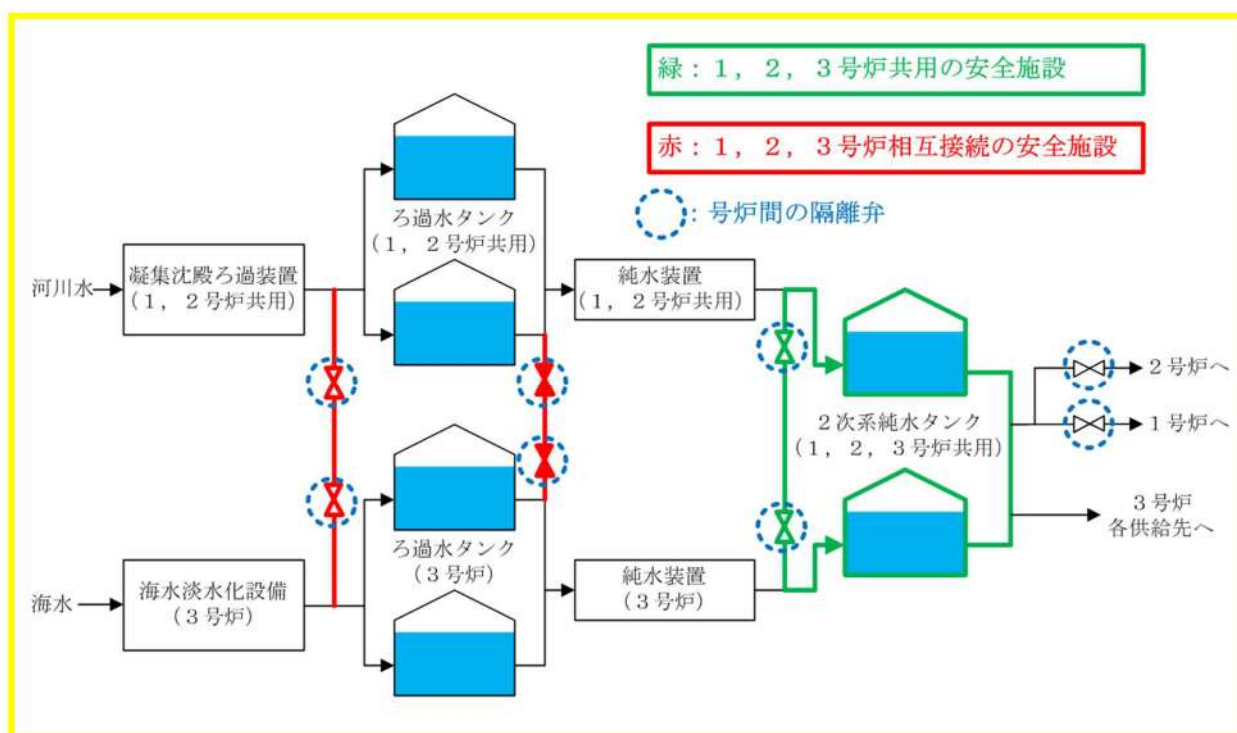 緑：１，２，３号炉共用の安全施設
赤：１，２，３号炉相互接続の安全施設
：号炉間の隔離弁
ろ過水タンク
（１，２号炉共用）
河川水
凝集沈殿ろ過装置
（１，２号炉共用）
純水装置
（１，２号炉共用）
２号炉へ
１号炉へ
２次系純水タンク
（１，２，３号炉共用）
３号炉
各供給先へ
ろ過水タンク
（３号炉）
海水
海水淡水化設備
（３号炉）
純水装置
（３号炉）